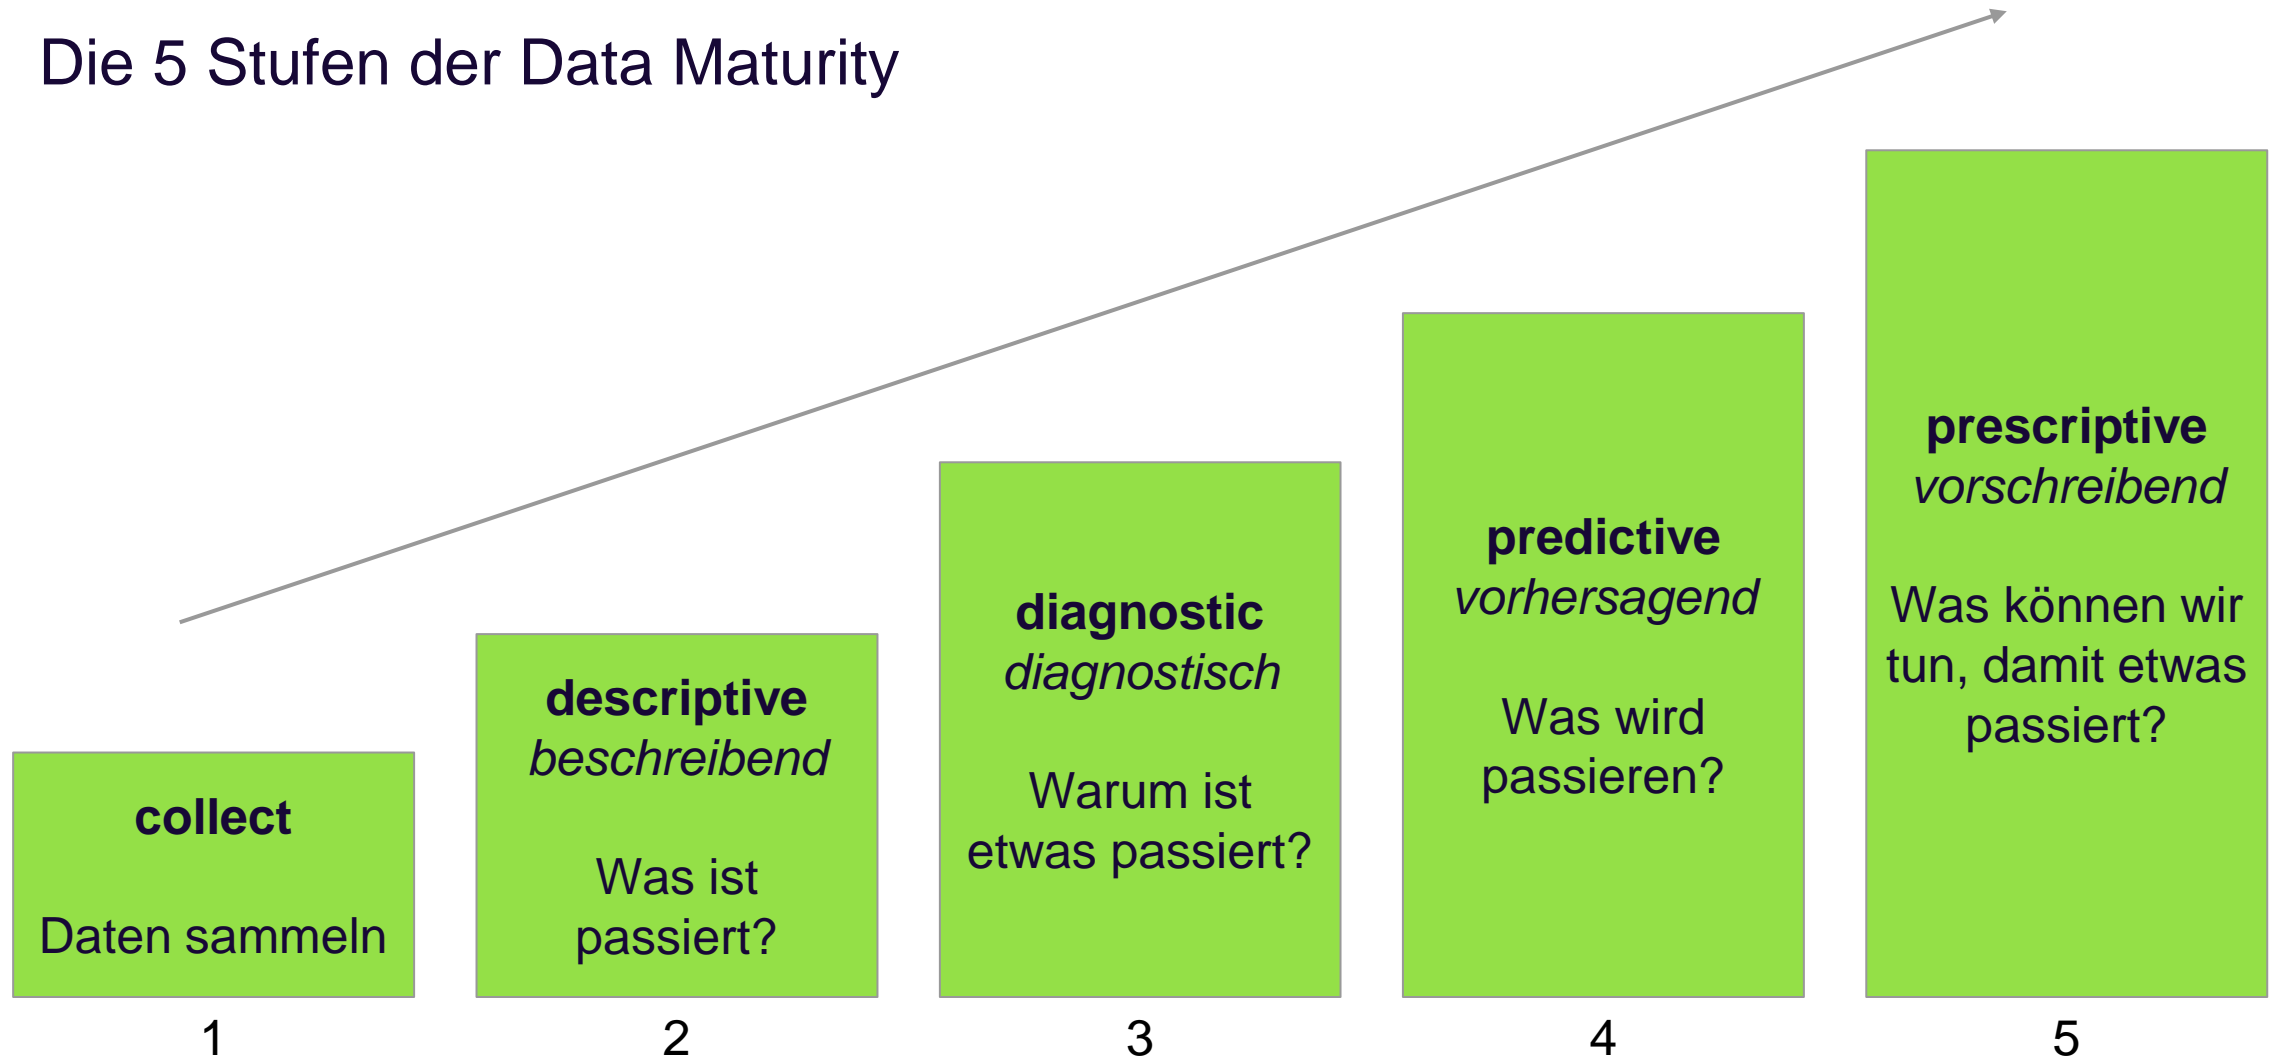 Die 5 Stufen der Data Maturity
collect
Daten sammeln
1
descriptive
beschreibend
Was ist
passiert?
2
diagnostic
diagnostisch
Warum ist
etwas passiert?
3
predictive
vorhersagend
Was wird
passieren?
4
prescriptive
vorschreibend
Was können wir
tun, damit etwas
passiert?
5